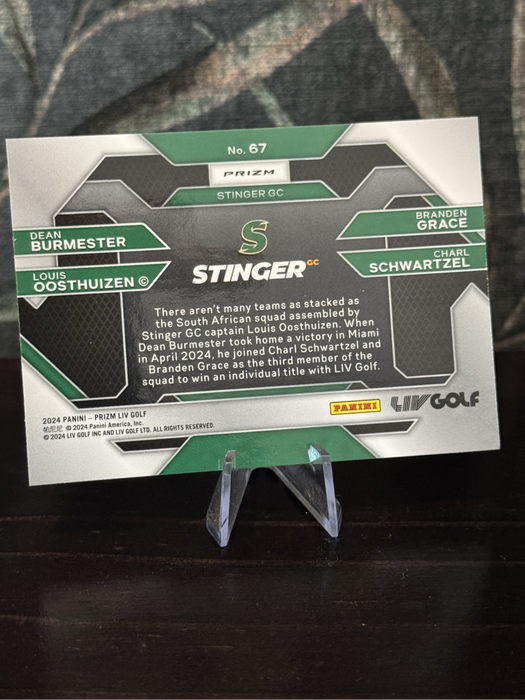 No. 67
PRIZM
STINGER GC
DEAN
BURMESTER
BRANDEN
GRACE
LOUIS
OOSTHUIZEN ©
CHARL
SCHWARTZEL
S
STINGER GC
There aren't many teams as stacked as
the South African squad assembled by
Stinger GC captain Louis Oosthuizen. When
Dean Burmester took home a victory in Miami
in April 2024, he joined Charl Schwartzel and
Branden Grace as the third member of the
squad to win an individual title with LIV Golf.
2024 PANINI – PRIZM LIV GOLF
© 2024 Panini America, Inc.
© 2024 LIV GOLF INC AND LIV GOLF LTD. ALL RIGHTS RESERVED.
PANINI
LIV GOLF